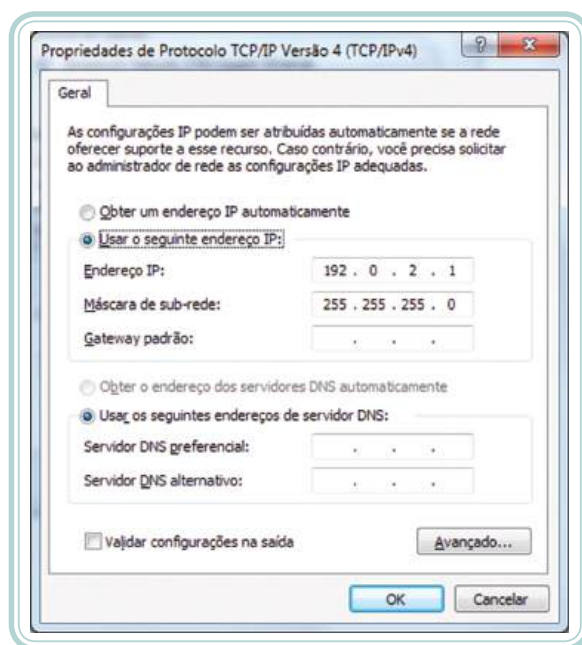 Propriedades de Protocolo TCP/IP Versão 4 (TCP/IPv4)
Geral
As configurações IP podem ser atribuídas automaticamente se a rede
oferecer suporte a esse recurso. Caso contrário, você precisa solicitar
ao administrador de rede as configurações IP adequadas.
Obter um endereço IP automaticamente
Usar o seguinte endereço IP:
Endereço IP: 192 . 0 . 2 . 1
Máscara de sub-rede: 255 . 255 . 255 . 0
Gateway padrão: . . .
Obter o endereço dos servidores DNS automaticamente
Usar os seguintes endereços de servidor DNS:
Servidor DNS preferencial: . . .
Servidor DNS alternativo: . . .
Validar configurações na saída
Avançado...
OK Cancelar